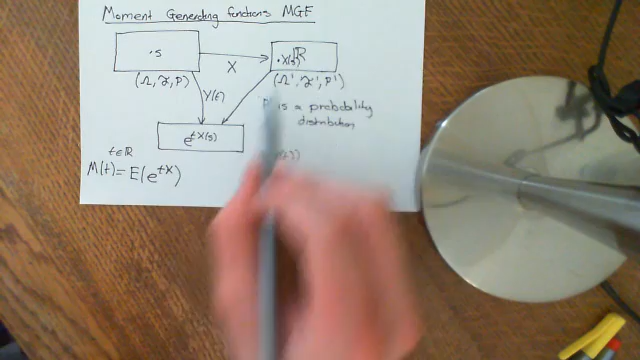 Moment Generating functions MGF
.s
X
.X(s) ℝ
(Ω, F, P)
(Ω', F', P')
Y(t)
is a probability
distribution
e^{tX(s)}
t∈ℝ
M(t) = E(e^{tX})